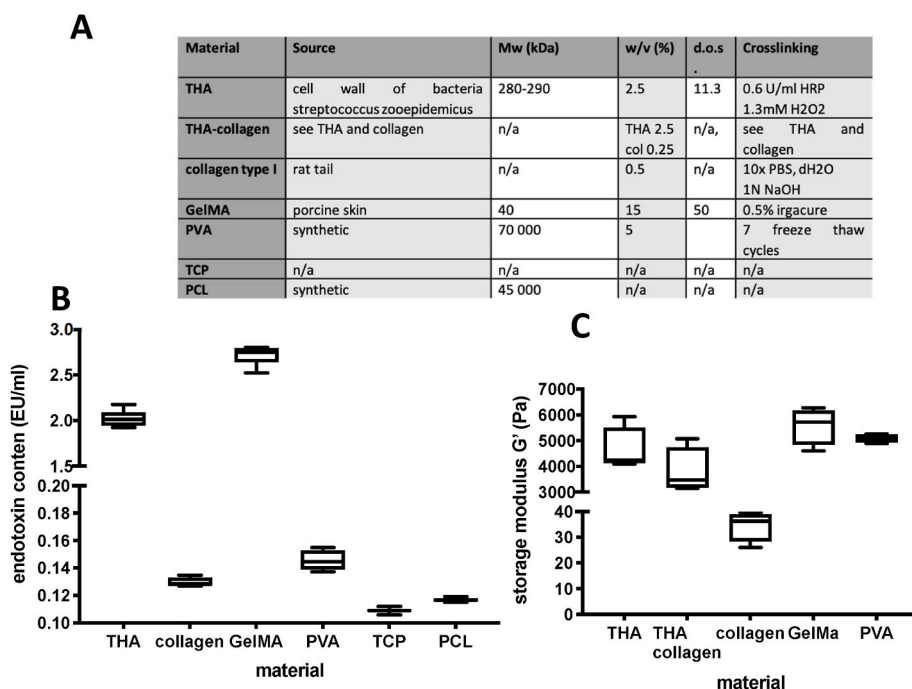 A
Material Source Mw (kDa) w/v (%) d.o.s Crosslinking
.
THA cell wall of bacteria 280-290 2.5 11.3 0.6 U/ml HRP
streptococcus zooepidemicus 1.3mM H2O2
THA-collagen see THA and collagen n/a THA 2.5 n/a, see THA and
col 0.25 collagen
collagen type I rat tail n/a 0.5 n/a 10x PBS, dH2O
1N NaOH
GelMA porcine skin 40 15 50 0.5% irgacure
PVA synthetic 70 000 5 7 freeze thaw
cycles
TCP n/a n/a n/a n/a n/a
PCL synthetic 45 000 n/a n/a n/a
B
endotoxin conten (EU/ml)
3.0
2.5
2.0
1.5
0.20
0.18
0.16
0.14
0.12
0.10
THA collagen GelMA PVA TCP PCL
material
C
storage modulus G' (Pa)
7000
6000
5000
4000
3000
40
30
20
10
0
THA THA collagen GelMa PVA
collagen
material